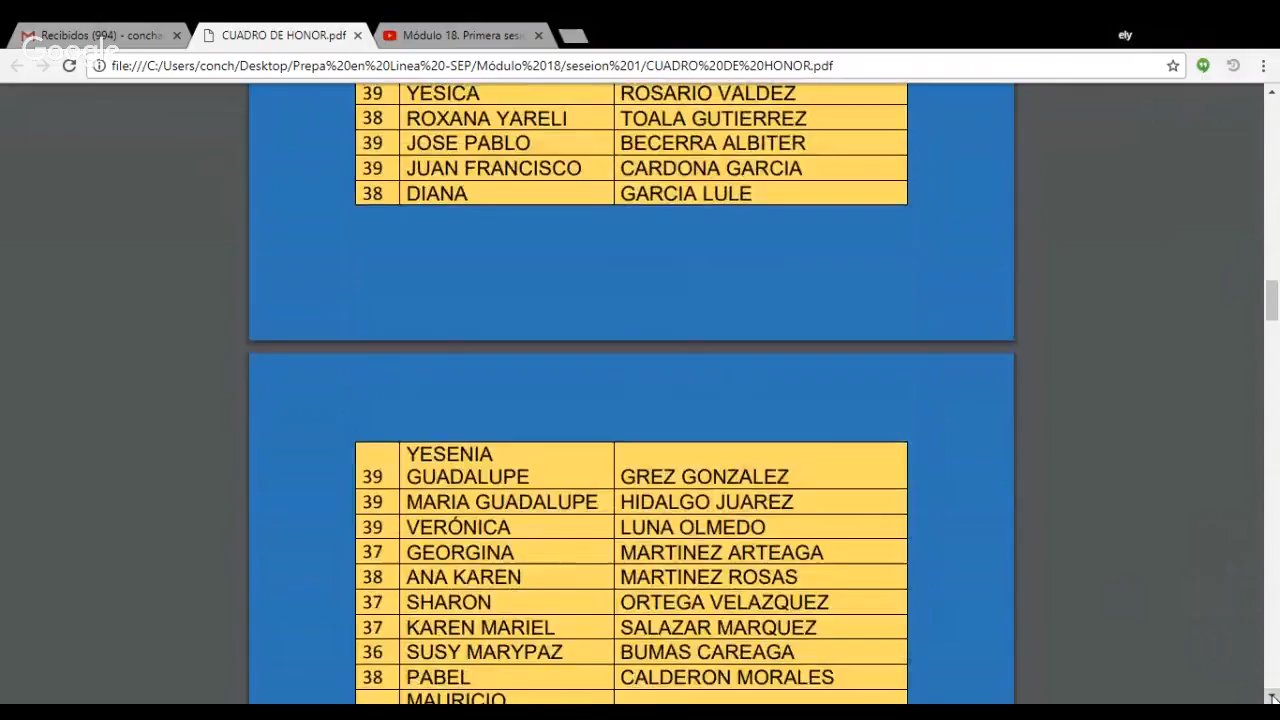 Recibidos (994) - concha
CUADRO DE HONOR.pdf
Módulo 18. Primera sesi
ely
Google
file:///C:/Users/conch/Desktop/Prepa%20en%20Linea%20-SEP/Módulo%2018/seseion%201/CUADRO%20DE%20HONOR.pdf
39 YESICA ROSARIO VALDEZ
38 ROXANA YARELI TOALA GUTIERREZ
39 JOSE PABLO BECERRA ALBITER
39 JUAN FRANCISCO CARDONA GARCIA
38 DIANA GARCIA LULE
YESENIA
39 GUADALUPE GREZ GONZALEZ
39 MARIA GUADALUPE HIDALGO JUAREZ
39 VERÓNICA LUNA OLMEDO
37 GEORGINA MARTINEZ ARTEAGA
38 ANA KAREN MARTINEZ ROSAS
37 SHARON ORTEGA VELAZQUEZ
37 KAREN MARIEL SALAZAR MARQUEZ
36 SUSY MARYPAZ BUMAS CAREAGA
38 PABEL CALDERON MORALES
MAURICIO